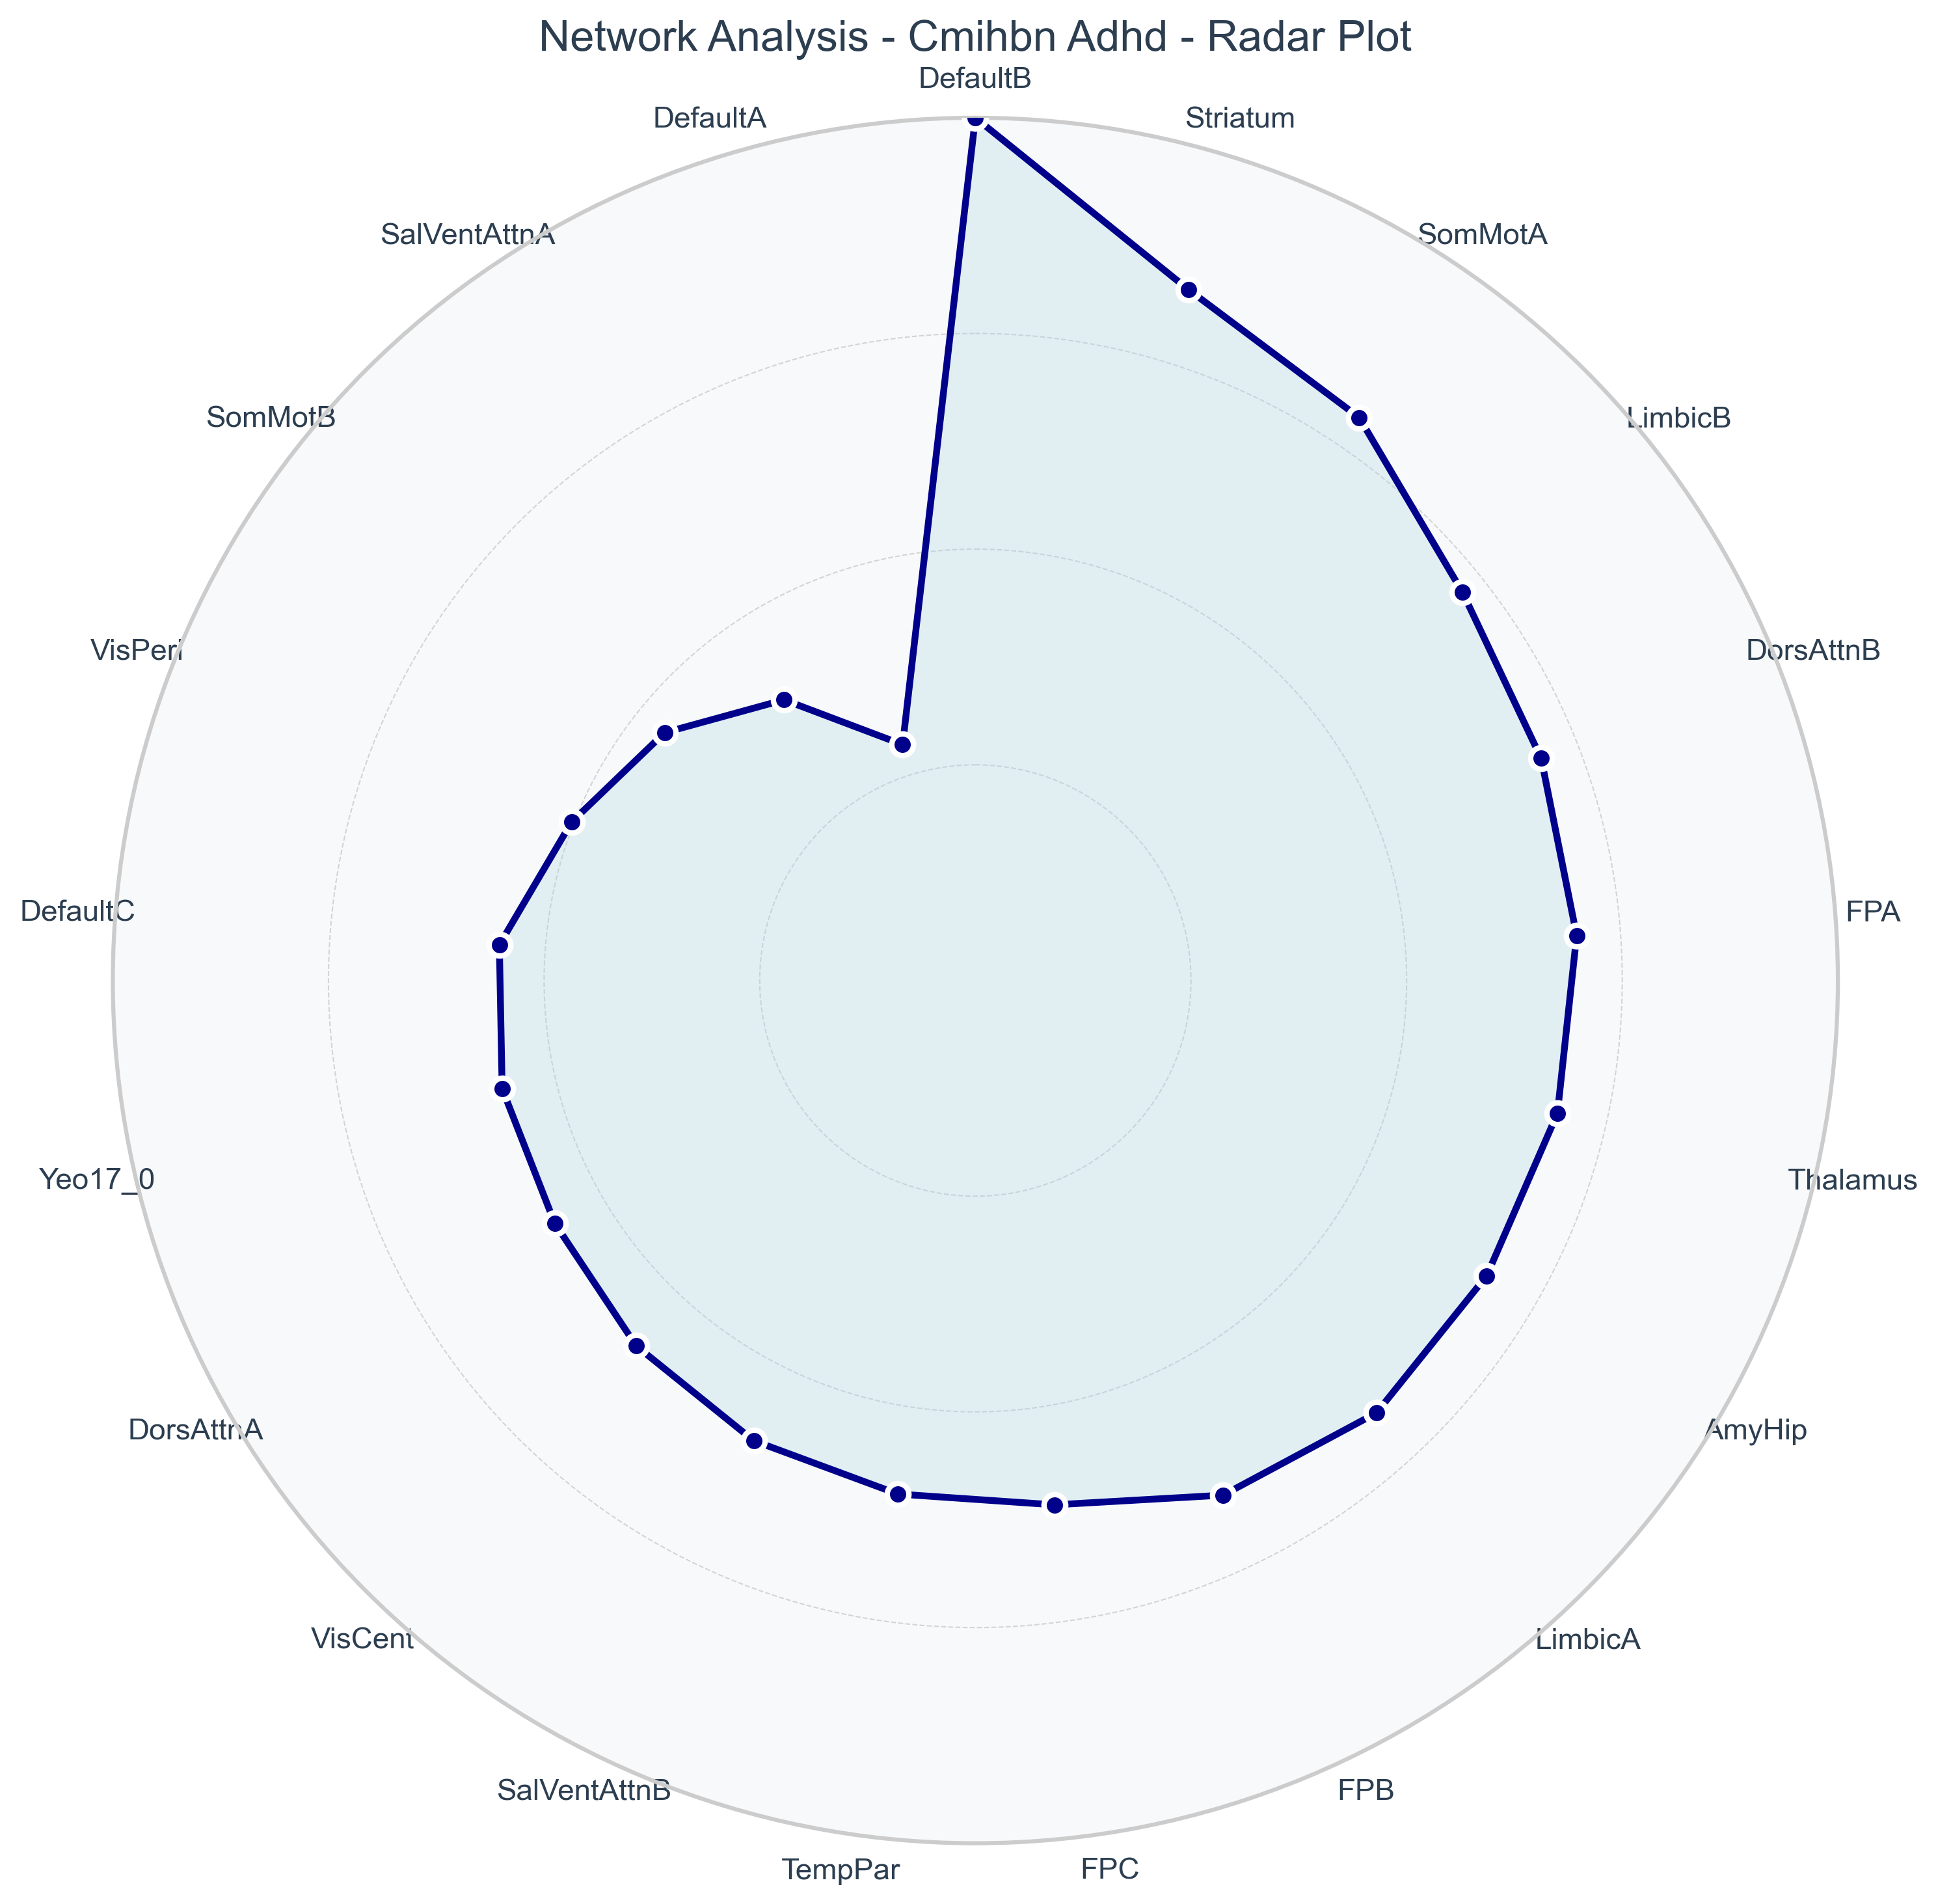 Network Analysis - Cmihbn Adhd - Radar Plot
DefaultB
Striatum
SomMotA
LimbicB
DorsAttnB
FPA
Thalamus
AmyHip
LimbicA
FPB
FPC
TempPar
SalVentAttnB
VisCent
DorsAttnA
Yeo17_0
DefaultC
VisPeri
SomMotB
SalVentAttnA
DefaultA